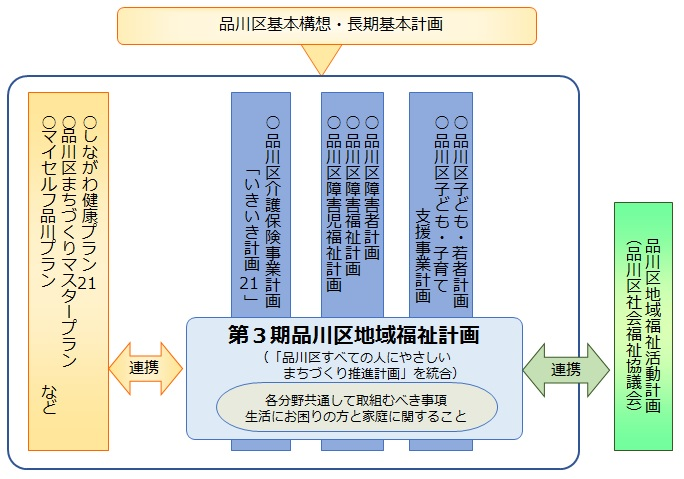 品川区基本構想・長期基本計画
○しながわ健康プラン21
○品川区まちづくりマスタープラン
○マイセルフ品川プラン　など
○品川区介護保険事業計画
「いきいき計画21」
○品川区障害者計画
○品川区障害福祉計画
○品川区障害児福祉計画
○品川区子ども・若者計画
○品川区子ども・子育て
支援事業計画
品川区地域福祉活動計画
（品川区社会福祉協議会）
第３期品川区地域福祉計画
（「品川区すべての人にやさしい
まちづくり推進計画」を統合）
各分野共通して取組むべき事項
生活にお困りの方と家庭に関すること
連携
連携